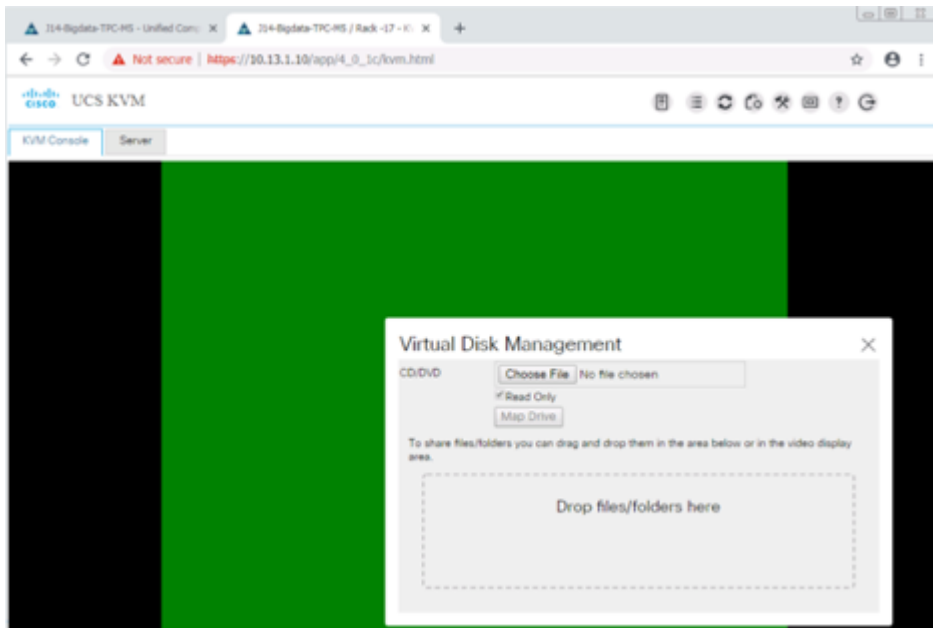 J14-Bigdata-TPC-MS - Unified Com
J14-Bigdata-TPC-MS / Rack -17 - K
Not secure | https://10.13.1.10/app/4_0_1c/kvm.html
CISCO UCS KVM
KVM Console Server
Virtual Disk Management
CD/DVD Choose File No file chosen
Read Only
Map Drive
To share files/folders you can drag and drop them in the area below or in the video display
area.
Drop files/folders here